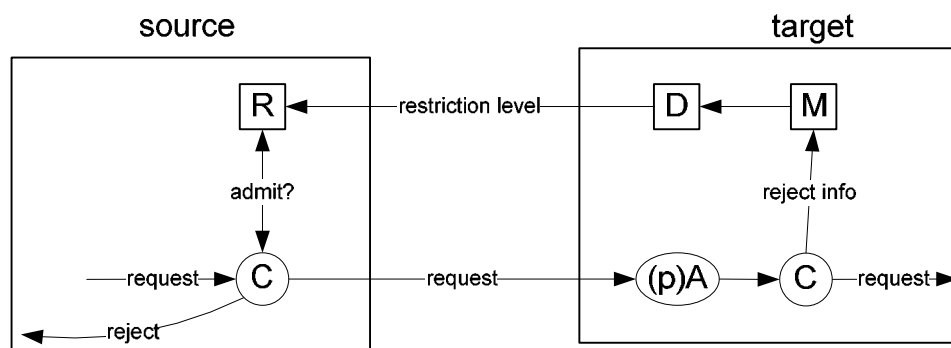 source
target
R
restriction level
D
M
admit?
reject info
request
C
request
(p)A
C
request
reject